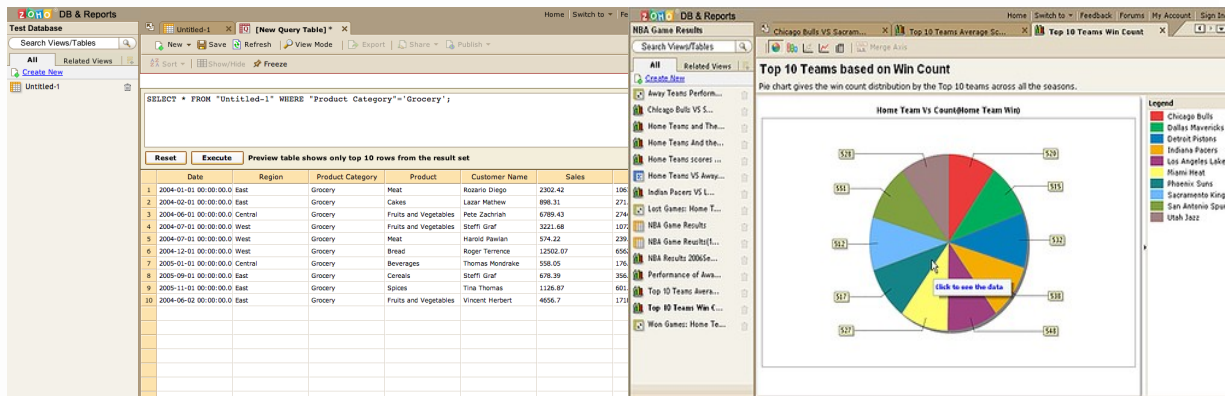 ZOHO DB & Reports
Home Switch to Fe
Test Database
Untitled-1
[New Query Table] *
Search Views/Tables
New Save Refresh View Mode Export Share Publish
All Related Views
Sort Show/Hide Freeze
Create New
Untitled-1
SELECT * FROM "Untitled-1" WHERE "Product Category"='Grocery';
Reset Execute Preview table shows only top 10 rows from the result set
Date Region Product Category Product Customer Name Sales
1 2004-01-01 00:00:00.0 East Grocery Meat Rozario Diego 2302.42
2 2004-02-01 00:00:00.0 East Grocery Cakes Lazar Mathew 898.31 271.
3 2004-06-01 00:00:00.0 Central Grocery Fruits and Vegetables Pete Zachriah 6789.43
4 2004-07-01 00:00:00.0 West Grocery Fruits and Vegetables Steffi Graf 3221.68
5 2004-07-01 00:00:00.0 West Grocery Meat Harold Pawlan 574.22 239.
6 2004-12-01 00:00:00.0 West Grocery Bread Roger Terrence 12502.07
7 2005-01-01 00:00:00.0 Central Grocery Beverages Thomas Mondrake 558.05 176.
8 2005-09-01 00:00:00.0 East Grocery Cereals Steffi Graf 678.39 356.
9 2005-11-01 00:00:00.0 East Grocery Spices Tina Thomas 1126.87 601.
10 2004-06-02 00:00:00.0 West Grocery Fruits and Vegetables Vincent Herbert 4656.7
ZOHO DB & Reports
Home Switch to Feedback Forums My Account Sign In
NBA Game Results
Chicago Bulls VS Sacram...
Top 10 Teams Average Sc...
Top 10 Teams Win Count
Search Views/Tables
Merge Axis
All Related Views
Create New
Away Teams Perform...
Chicago Bulls VS S...
Home Teams and The...
Home Teams And the...
Home Teams scores ...
Home Teams VS Away...
Indian Pacers VS L...
Lost Games: Home T...
NBA Game Results
NBA Game Reuslts(1...
NBA Results 2006Se...
Performance of Awa...
Top 10 Teams Avera...
Top 10 Teams Win C...
Won Games: Home Te...
Top 10 Teams based on Win Count
Pie chart gives the win count distribution by the Top 10 teams across all the seasons.
Home Team Vs Count(Home Team Win)
528
529
551
515
512
532
517
538
527
548
Click to see the data
Legend
Chicago Bulls
Dallas Mavericks
Detroit Pistons
Indiana Pacers
Los Angeles Lake
Miami Heat
Phoenix Suns
Sacramento King
San Antonio Spur
Utah Jazz